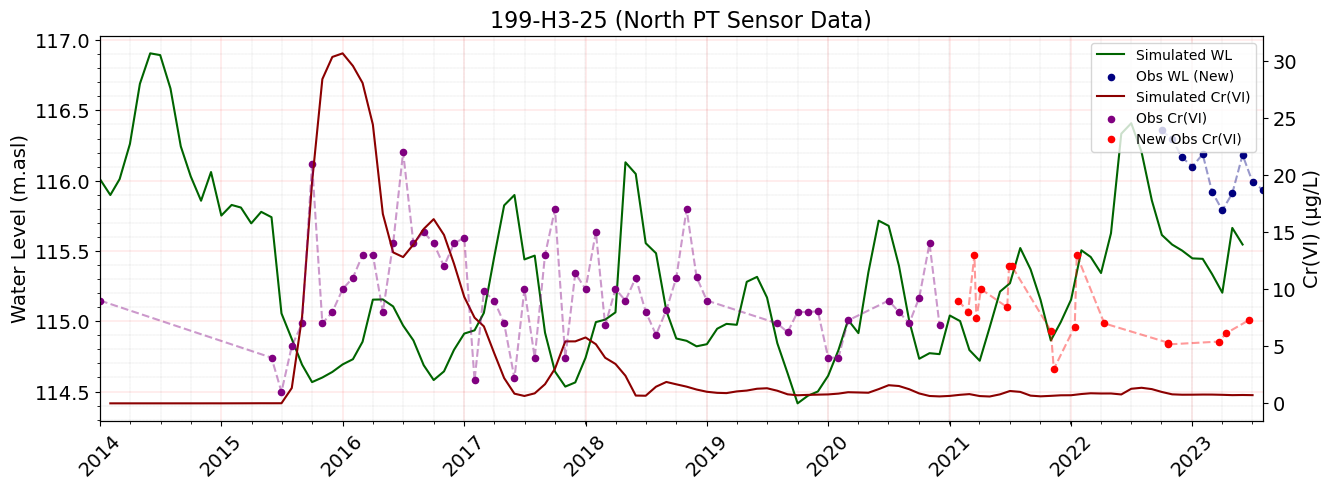 199-H3-25 (North PT Sensor Data)
Water Level (m.asl)
117.0
116.5
116.0
115.5
115.0
114.5
Simulated WL
Obs WL (New)
Simulated Cr(VI)
Obs Cr(VI)
New Obs Cr(VI)
30
25
20
15
10
5
0
Cr(VI) (μg/L)
2014
2015
2016
2017
2018
2019
2020
2021
2022
2023